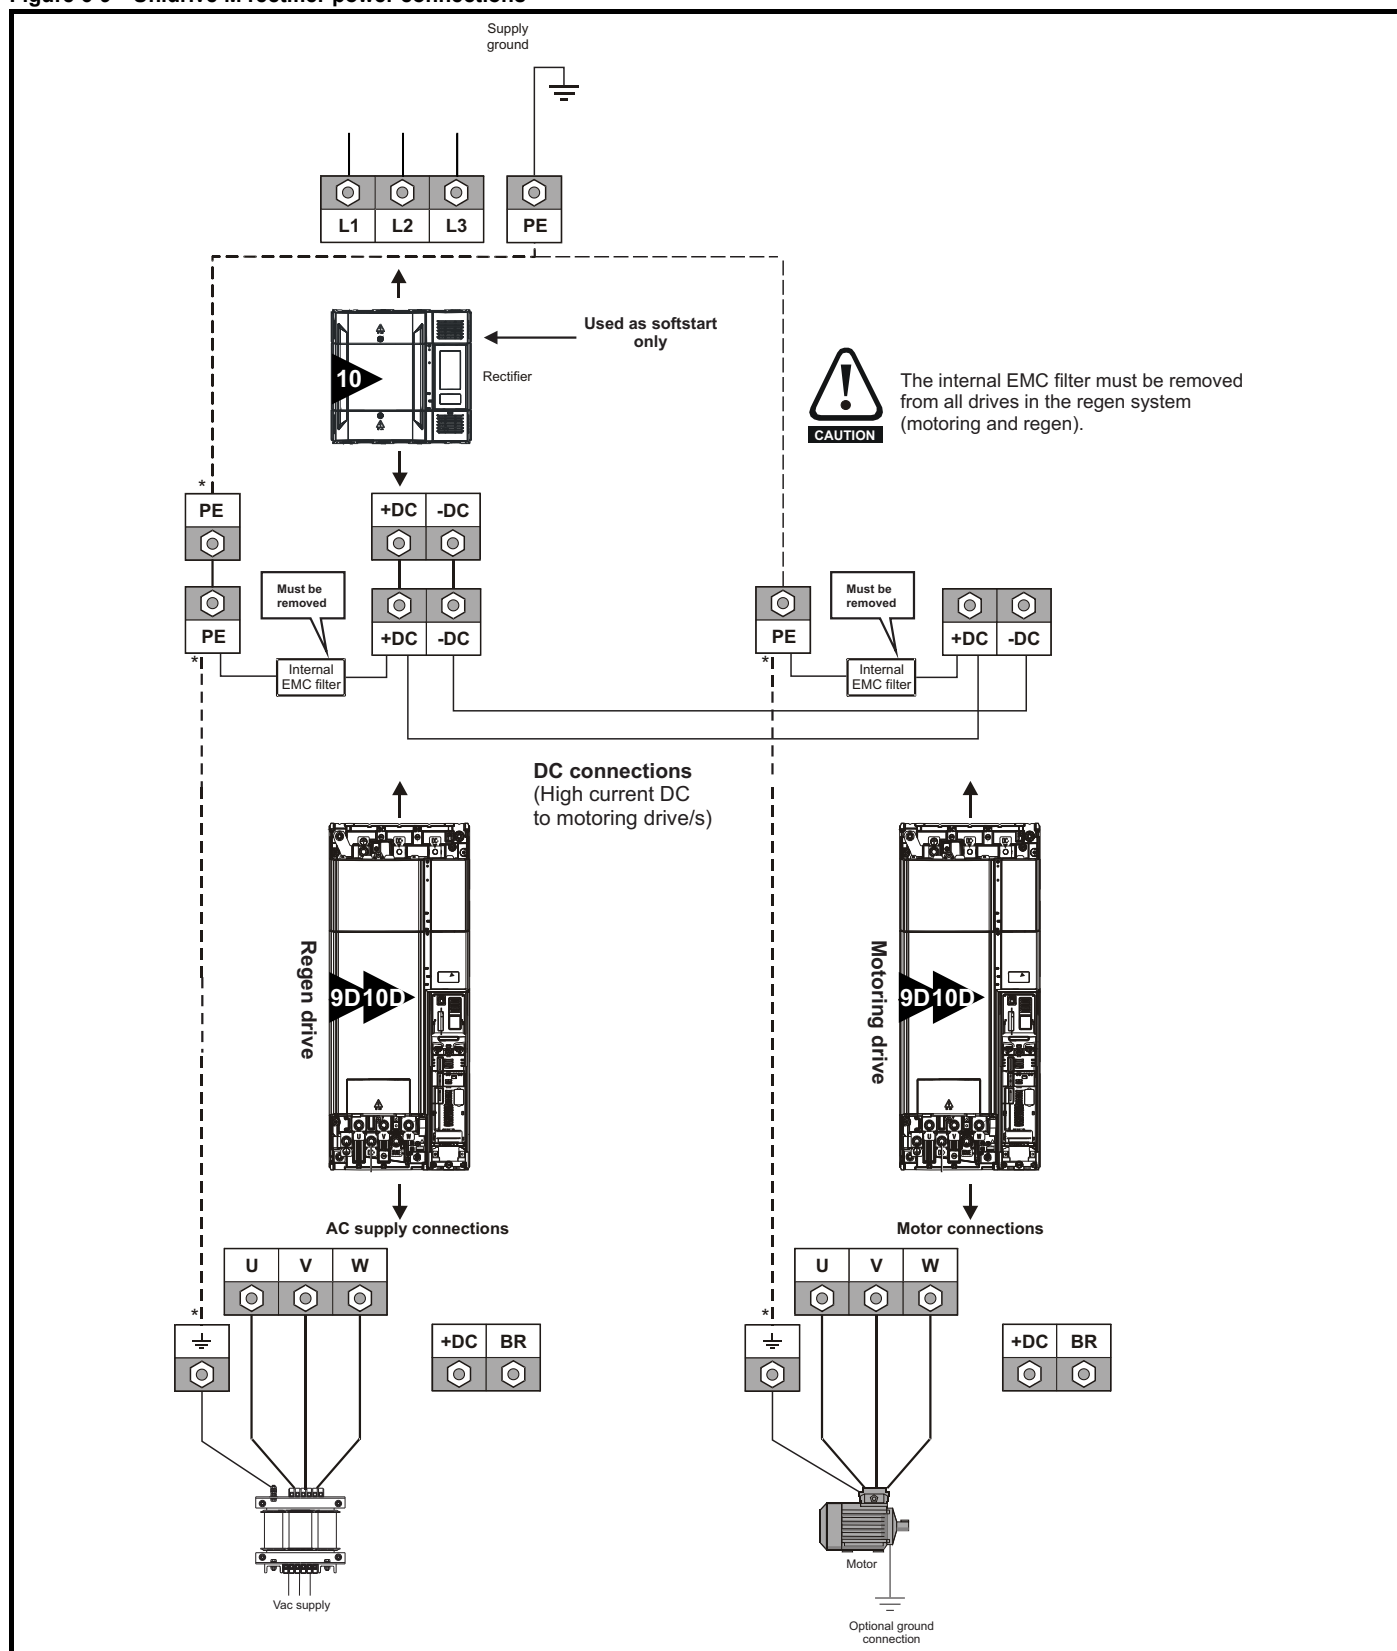 Supply
ground
L1 L2 L3 PE
Used as softstart
only
10
Rectifier
CAUTION
The internal EMC filter must be removed
from all drives in the regen system
(motoring and regen).
*
PE
+DC -DC
Must be
removed
PE
*
+DC -DC
Internal
EMC filter
Must be
removed
PE
*
+DC -DC
Internal
EMC filter
DC connections
(High current DC
to motoring drive/s)
Regen drive
9D 10D
Motoring drive
9D 10D
AC supply connections
U V W
*
+DC BR
Motor connections
U V W
*
+DC BR
Vac supply
Motor
Optional ground
connection